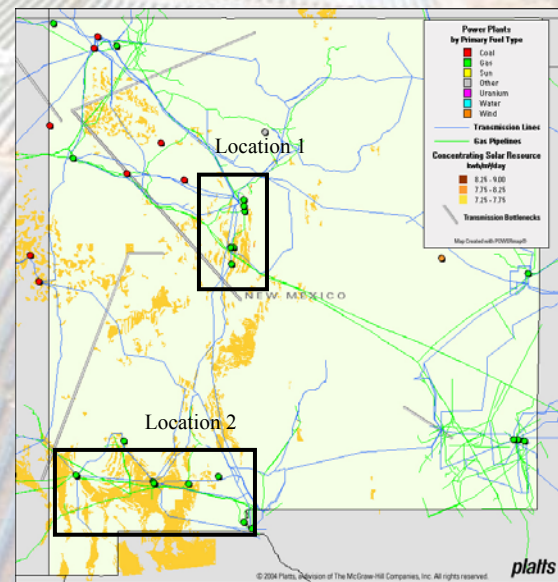 Power Plants
by Primary Fuel Type
Coal
Gas
Sun
Other
Uranium
Water
Wind
Transmission Lines
Gas Pipelines
Concentrating Solar Resource
kwh/m²/day
8.25 - 9.00
7.75 - 8.25
7.25 - 7.75
Transmission Bottlenecks
Map Created with POWERmap®
Location 1
NEW MEXICO
Location 2
platts
© 2004 Platts, a division of The McGraw-Hill Companies, Inc. All rights reserved.